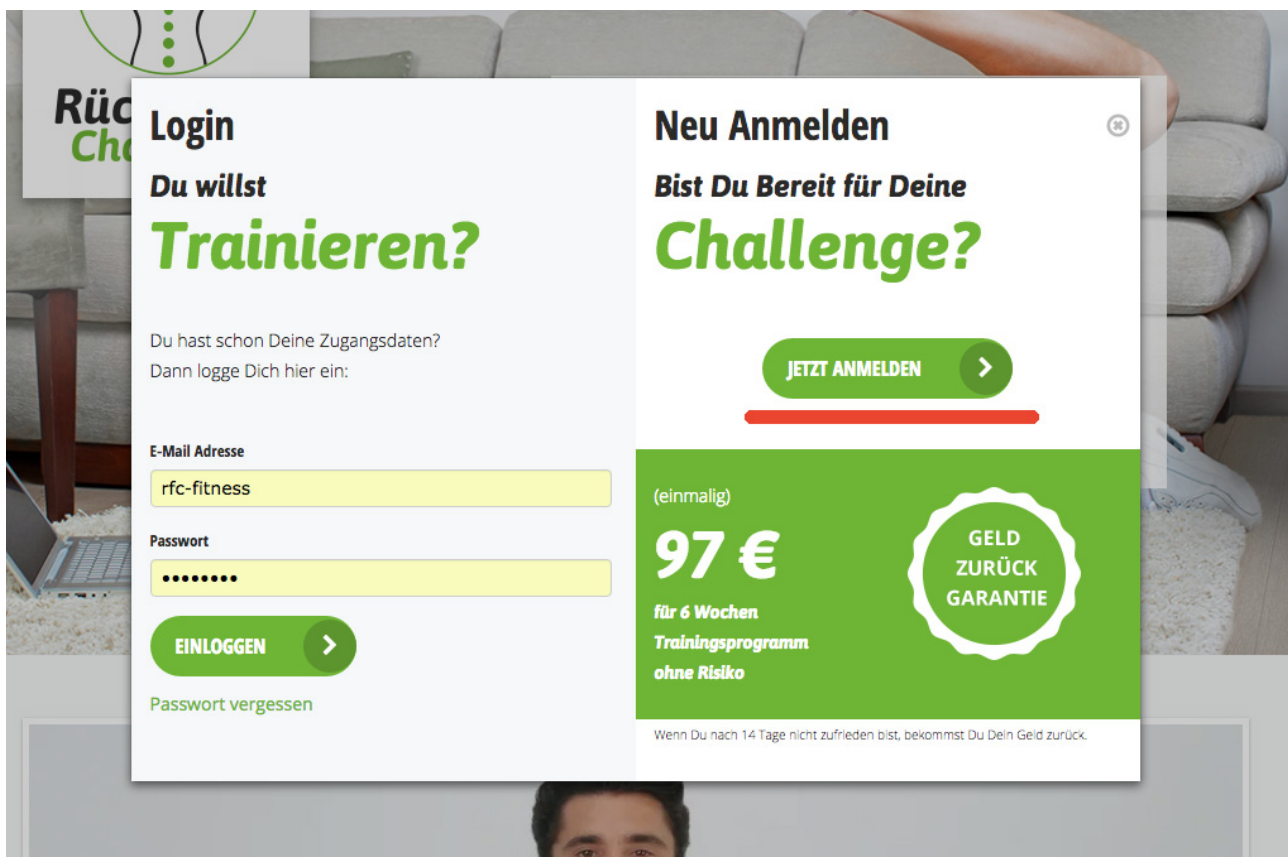 Rüc
Cha
Login
Du willst
Trainieren?
Du hast schon Deine Zugangsdaten?
Dann logge Dich hier ein:
E-Mail Adresse
rfc-fitness
Passwort
••••••••
EINLOGGEN
Passwort vergessen
Neu Anmelden
Bist Du Bereit für Deine
Challenge?
JETZT ANMELDEN
(einmalig)
97 €
für 6 Wochen
Trainingsprogramm
ohne Risiko
GELD
ZURÜCK
GARANTIE
Wenn Du nach 14 Tage nicht zufrieden bist, bekommst Du Dein Geld zurück.